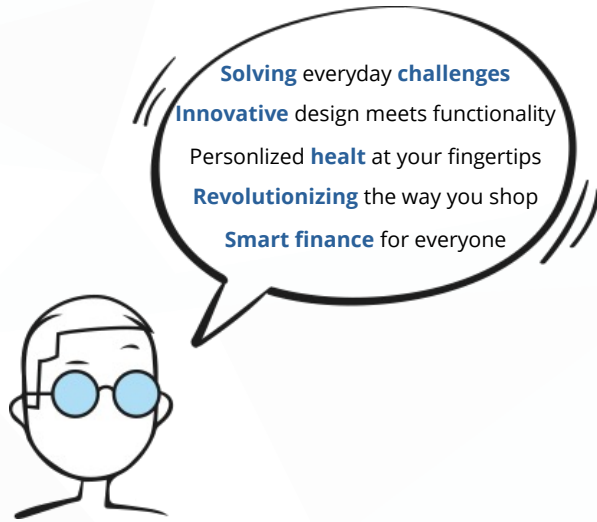 Solving everyday challenges
Innovative design meets functionality
Personlized healt at your fingertips
Revolutionizing the way you shop
Smart finance for everyone